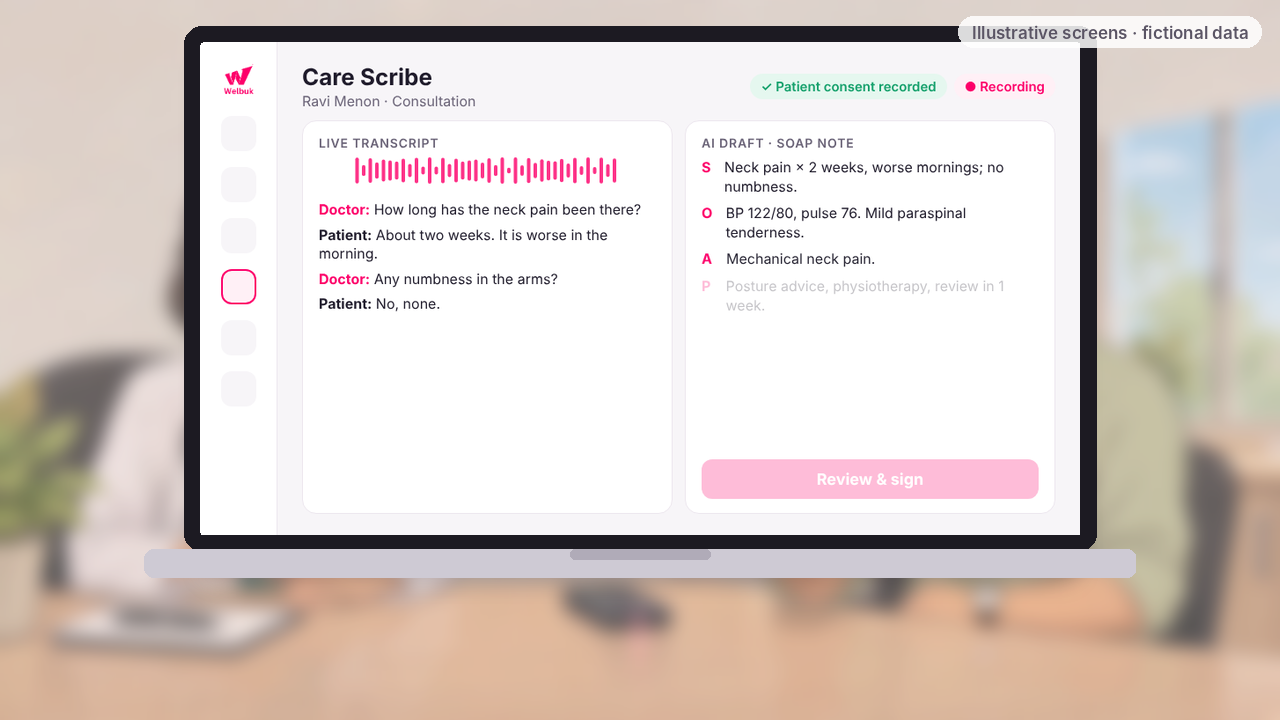 Illustrative screens · fictional data
Welbuk
Care Scribe
Ravi Menon · Consultation
✓ Patient consent recorded
● Recording
LIVE TRANSCRIPT
Doctor: How long has the neck pain been there?
Patient: About two weeks. It is worse in the
morning.
Doctor: Any numbness in the arms?
Patient: No, none.
AI DRAFT · SOAP NOTE
S Neck pain × 2 weeks, worse mornings; no
numbness.
O BP 122/80, pulse 76. Mild paraspinal
tenderness.
A Mechanical neck pain.
P Posture advice, physiotherapy, review in 1
week.
Review & sign